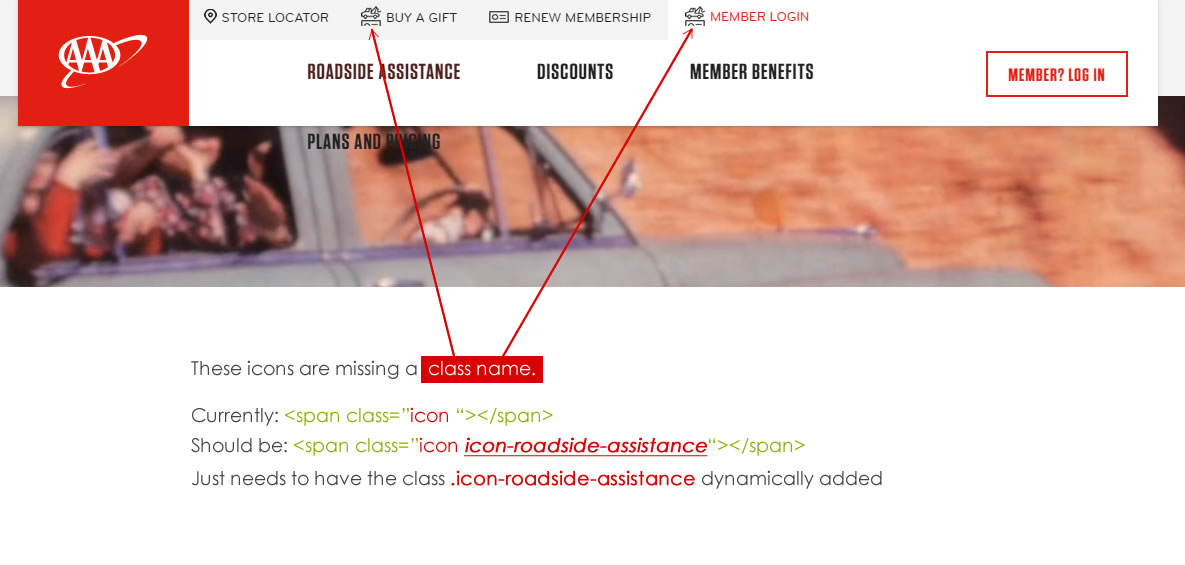 STORE LOCATOR BUY A GIFT RENEW MEMBERSHIP MEMBER LOGIN
AAA
ROADSIDE ASSISTANCE DISCOUNTS MEMBER BENEFITS MEMBER? LOG IN
PLANS AND PRICING
These icons are missing a class name.
Currently: <span class=”icon “></span>
Should be: <span class=”icon icon-roadside-assistance“></span>
Just needs to have the class .icon-roadside-assistance dynamically added